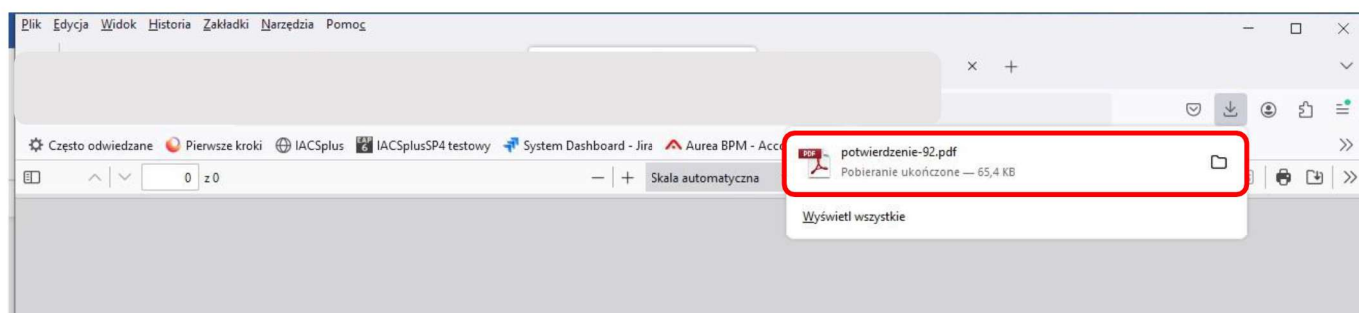 Plik Edycja Widok Historia Zakładki Narzędzia Pomoc
Często odwiedzane Pierwsze kroki IACSplus IACSplusSP4 testowy System Dashboard - Jira Aurea BPM - Acc
PDF potwierdzenie-92.pdf
Pobieranie ukończone — 65,4 KB
0 z 0 Skala automatyczna
Wyświetl wszystkie